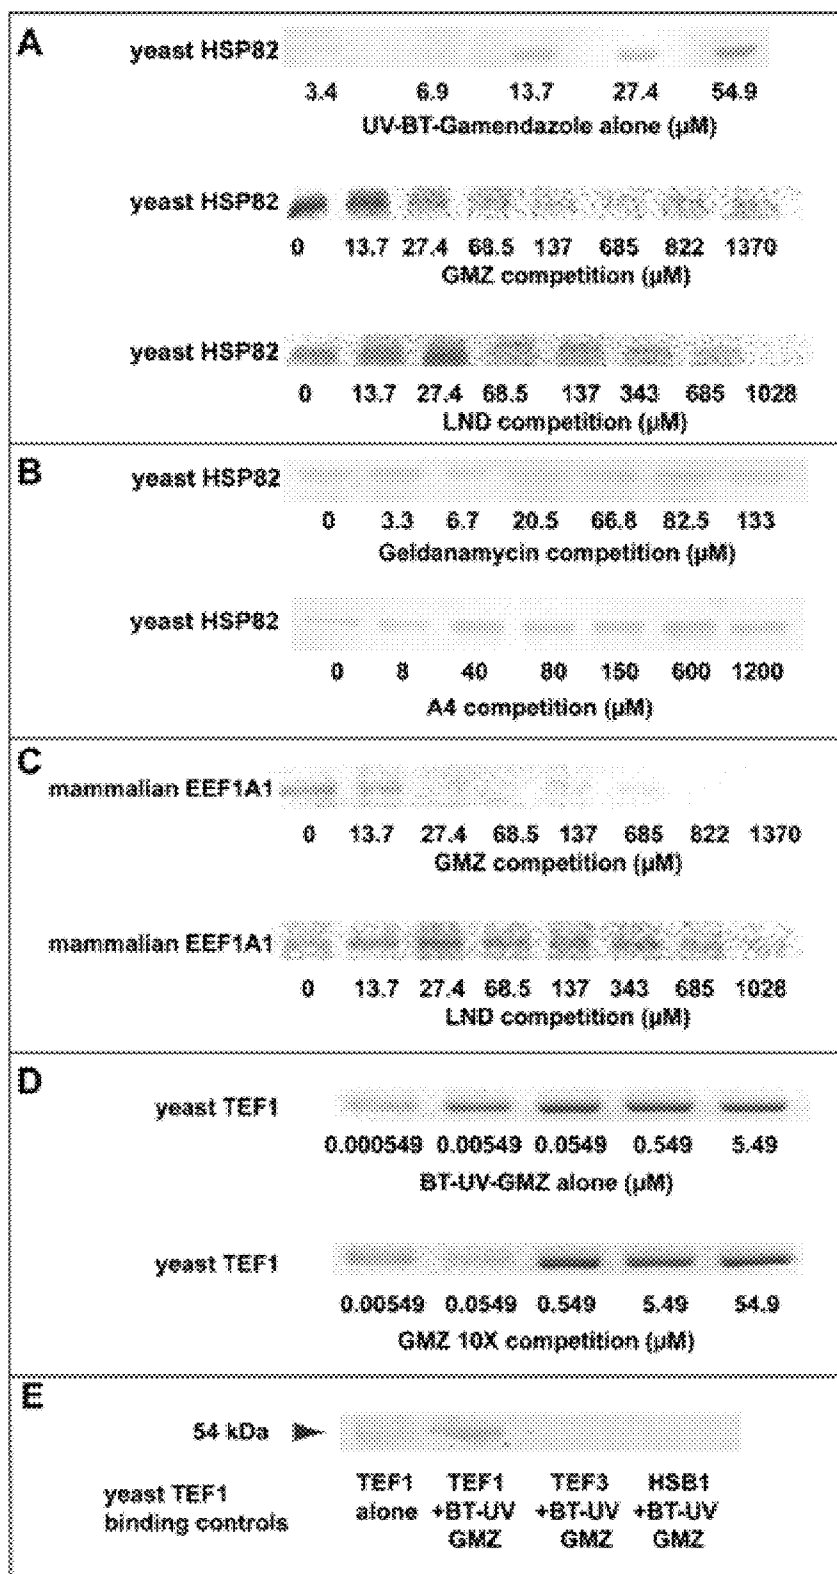 A
yeast HSP82
3.4 6.9 13.7 27.4 54.9
UV-BT-Gamendazole alone (µM)
yeast HSP82
0 13.7 27.4 68.5 137 685 822 1370
GMZ competition (µM)
yeast HSP82
0 13.7 27.4 68.5 137 343 685 1028
LND competition (µM)
B
yeast HSP82
0 3.3 6.7 20.5 66.8 82.5 133
Geldanamycin competition (µM)
yeast HSP82
0 8 40 80 150 600 1200
A4 competition (µM)
C
mammalian EEF1A1
0 13.7 27.4 68.5 137 685 822 1370
GMZ competition (µM)
mammalian EEF1A1
0 13.7 27.4 68.5 137 343 685 1028
LND competition (µM)
D
yeast TEF1
0.000549 0.00549 0.0549 0.549 5.49
BT-UV-GMZ alone (µM)
yeast TEF1
0.00549 0.0549 0.549 5.49 54.9
GMZ 10X competition (µM)
E
54 kDa
yeast TEF1
binding controls
TEF1 TEF1 TEF3 HSB1
alone +BT-UV +BT-UV +BT-UV
GMZ GMZ GMZ